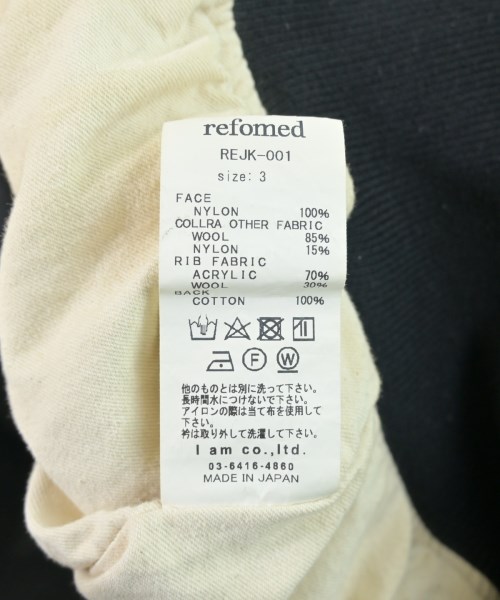 refomed
REJK-001
size: 3
FACE
NYLON 100%
COLLRA OTHER FABRIC
WOOL 85%
NYLON 15%
RIB FABRIC
ACRYLIC 70%
WOOL 30%
BACK
COTTON 100%
F W
他のものとは別に洗って下さい。
長時間水につけないで下さい。
アイロンの際は当て布を使用して
下さい。
衿は取り外して洗濯して下さい。
I am co.,ltd.
03-6416-4860
MADE IN JAPAN